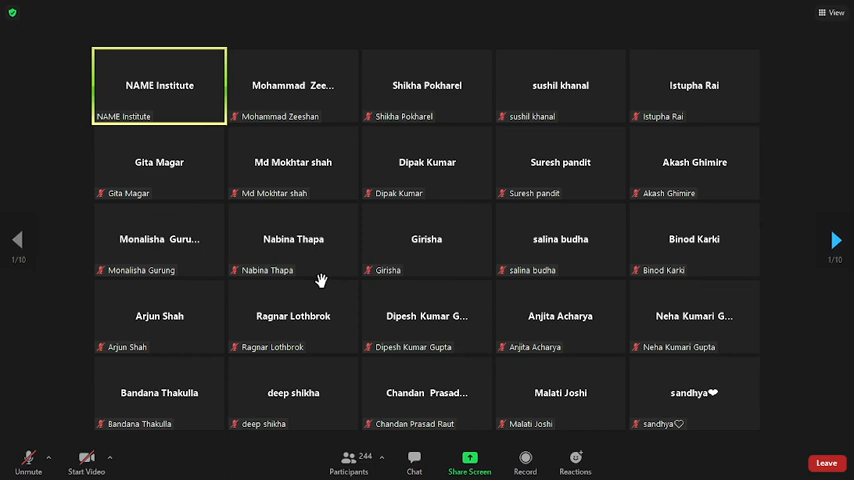 View
NAME Institute
Mohammad Zee...
Shikha Pokharel
sushil khanal
Istupha Rai
NAME Institute
Mohammad Zeeshan
Shikha Pokharel
sushil khanal
Istupha Rai
Gita Magar
Md Mokhtar shah
Dipak Kumar
Suresh pandit
Akash Ghimire
Gita Magar
Md Mokhtar shah
Dipak Kumar
Suresh pandit
Akash Ghimire
Monalisha Guru...
Nabina Thapa
Girisha
salina budha
Binod Karki
1/10
1/10
Monalisha Gurung
Nabina Thapa
Girisha
salina budha
Binod Karki
Arjun Shah
Ragnar Lothbrok
Dipesh Kumar G...
Anjita Acharya
Neha Kumari G...
Arjun Shah
Ragnar Lothbrok
Dipesh Kumar Gupta
Anjita Acharya
Neha Kumari Gupta
Bandana Thakulla
deep shikha
Chandan Prasad...
Malati Joshi
sandhya❤
Bandana Thakulla
deep shikha
Chandan Prasad Raut
Malati Joshi
sandhya♡
244
Unmute
Start Video
Participants
Chat
Share Screen
Record
Reactions
Leave